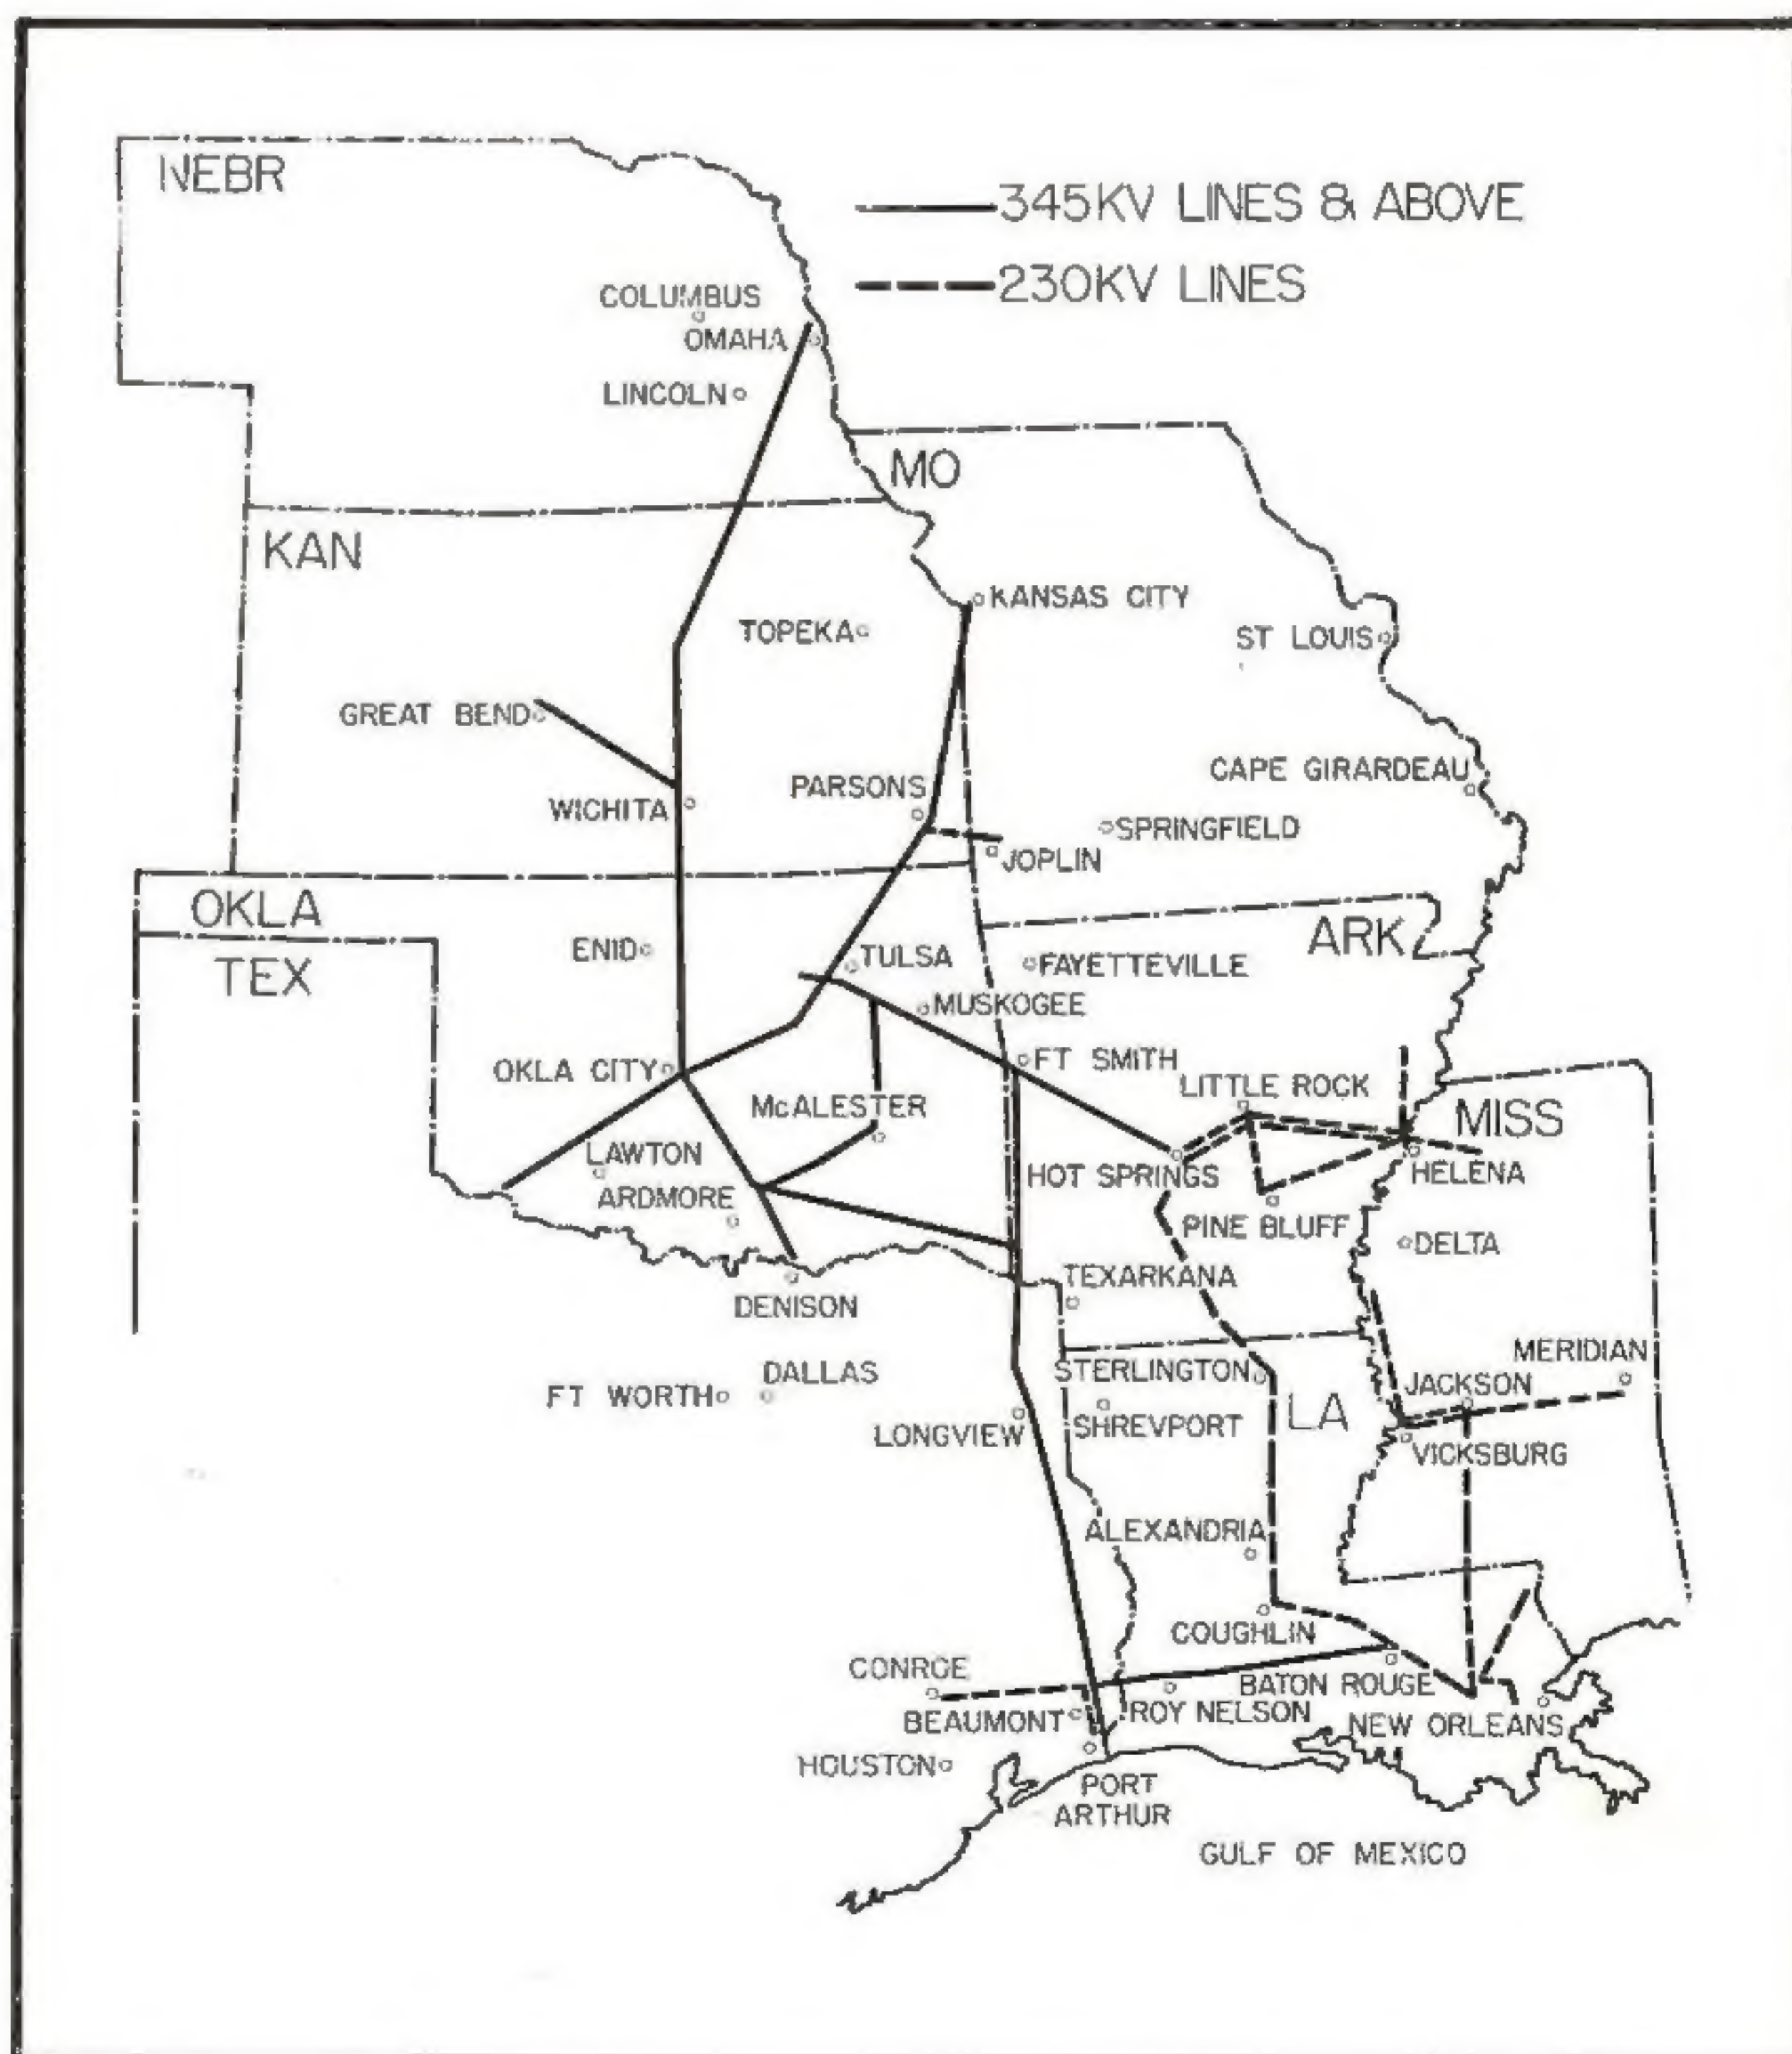 NEBR
345KV LINES & ABOVE
230KV LINES
COLUMBUS
OMAHA
LINCOLN
MO
KAN
KANSAS CITY
TOPEKA
ST LOUIS
GREAT BEND
CAPE GIRARDEAU
PARSONS
WICHITA
SPRINGFIELD
JOPLIN
OKLA
ARK
ENID
TULSA
FAYETTEVILLE
TEX
MUSKOGEE
OKLA CITY
FT SMITH
LITTLE ROCK
McALESTER
MISS
LAWTON
HOT SPRINGS
HELENA
ARDMORE
PINE BLUFF
DELTA
TEXARKANA
DENISON
MERIDIAN
DALLAS
STERLINGTON
JACKSON
FT WORTH
LA
LONGVIEW
SHREVPORT
VICKSBURG
ALEXANDRIA
COUGHLIN
CONROE
BATON ROUGE
BEAUMONT
ROY NELSON
NEW ORLEANS
HOUSTON
PORT
ARTHUR
GULF OF MEXICO